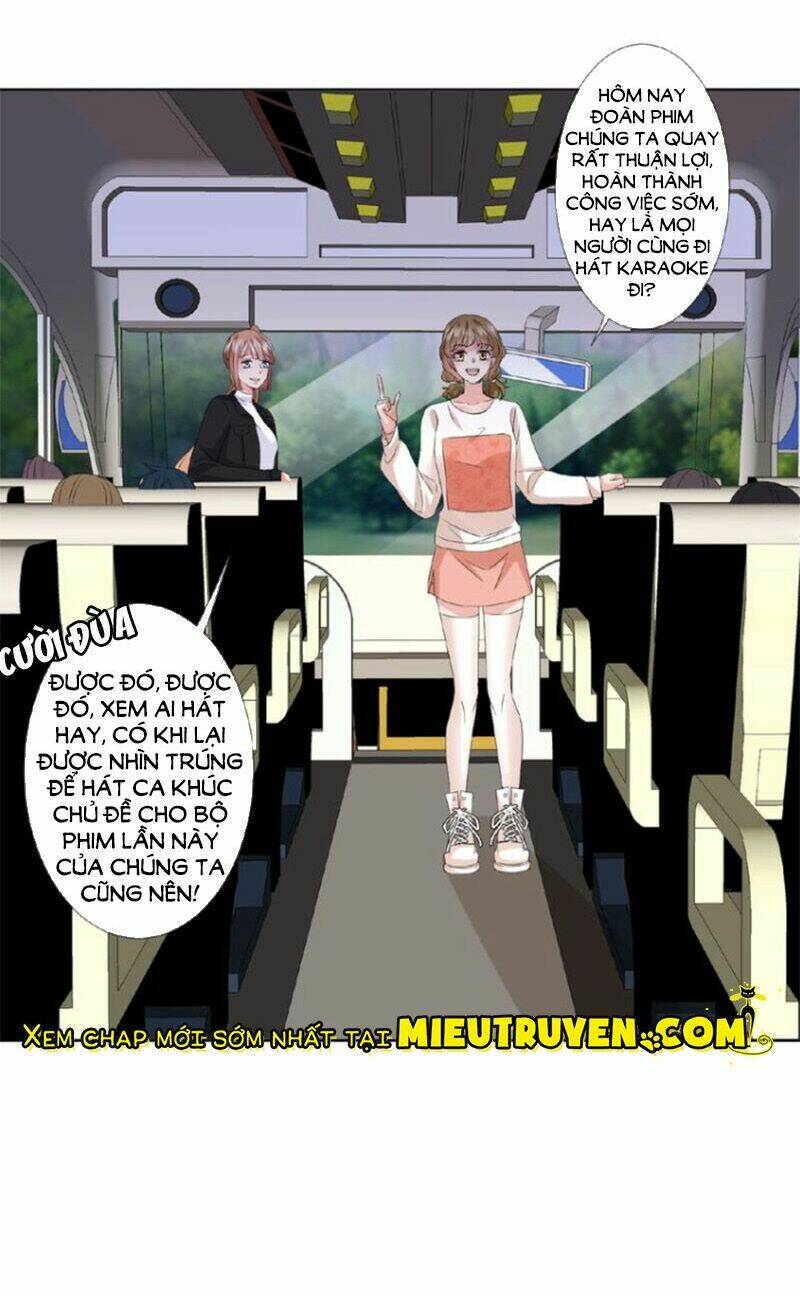 HÔM NAY
ĐOÀN PHIM
CHÚNG TA QUAY
RẤT THUẬN LỢI,
HOÀN THÀNH
CÔNG VIỆC SỚM,
HAY LÀ MỌI
NGƯỜI CÙNG ĐI
HÁT KARAOKE
ĐI?
CƯỜI ĐÙA
ĐƯỢC ĐÓ, ĐƯỢC
ĐÓ, XEM AI HÁT
HAY, CÓ KHI LẠI
ĐƯỢC NHÌN TRÚNG
ĐỂ HÁT CA KHÚC
CHỦ ĐỀ CHO BỘ
PHIM LẦN NÀY
CỦA CHÚNG TA
CŨNG NÊN!
XEM CHAP MỚI SỚM NHẤT TẠI MIEUTRUYEN.COM